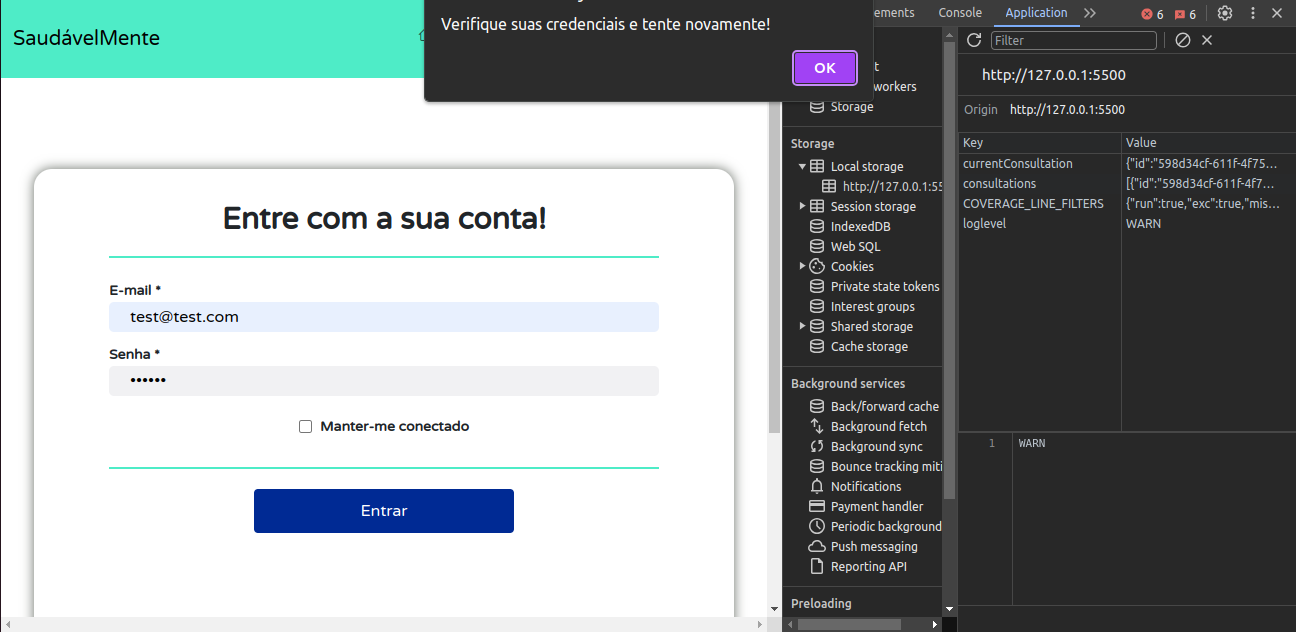 SaudávelMente
Verifique suas credenciais e tente novamente!
OK
Entre com a sua conta!
E-mail *
test@test.com
Senha *
••••••
Manter-me conectado
Entrar
ements
Console
Application
6
6
Filter
t
workers
Storage
Storage
Local storage
http://127.0.0.1:55
Session storage
IndexedDB
Web SQL
Cookies
Private state tokens
Interest groups
Shared storage
Cache storage
Background services
Back/forward cache
Background fetch
Background sync
Bounce tracking miti
Notifications
Payment handler
Periodic background
Push messaging
Reporting API
Preloading
http://127.0.0.1:5500
Origin http://127.0.0.1:5500
Key Value
currentConsultation {"id":"598d34cf-611f-4f75...
consultations [{"id":"598d34cf-611f-4f7...
COVERAGE_LINE_FILTERS {"run":true,"exc":true,"mis...
loglevel WARN
1 WARN